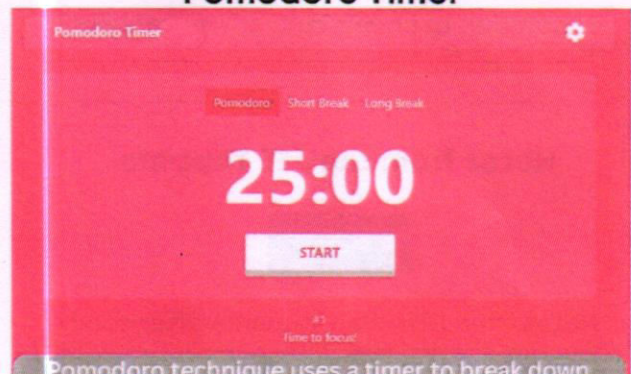 Pomodoro Timer
Pomodoro Timer
Pomodoro Short Break Long Break
25:00
START
#1
Time to focus!
Pomodoro technique uses a timer to break down